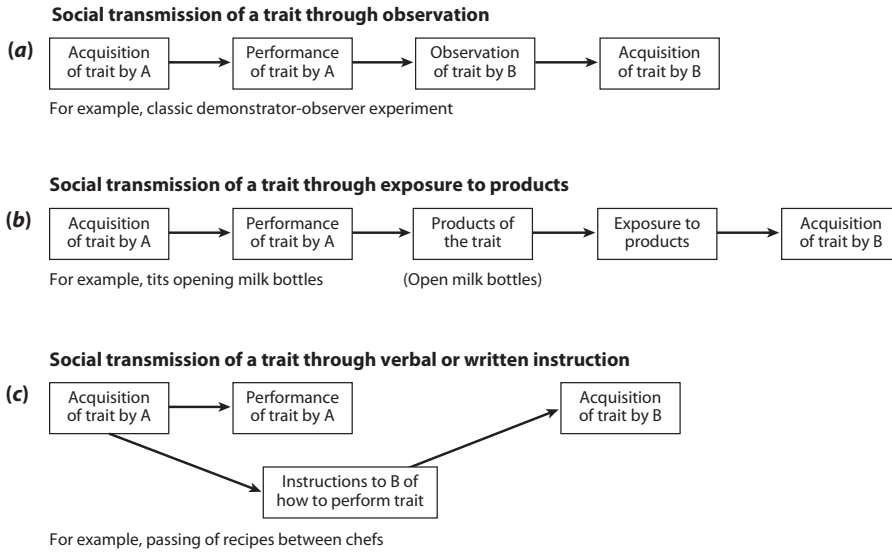 Social transmission of a trait through observation
(a)
Acquisition
of trait by A
Performance
of trait by A
Observation
of trait by B
Acquisition
of trait by B
For example, classic demonstrator-observer experiment
Social transmission of a trait through exposure to products
(b)
Acquisition
of trait by A
Performance
of trait by A
Products of
the trait
Exposure to
products
Acquisition
of trait by B
For example, tits opening milk bottles
(Open milk bottles)
Social transmission of a trait through verbal or written instruction
(c)
Acquisition
of trait by A
Performance
of trait by A
Acquisition
of trait by B
Instructions to B of
how to perform trait
For example, passing of recipes between chefs